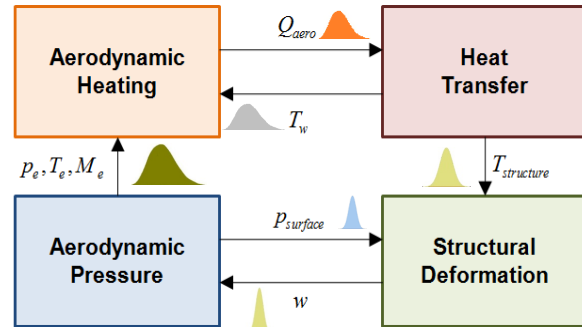 Q_aero
Aerodynamic
Heating
Heat
Transfer
T_w
p_e, T_e, M_e
T_structure
Aerodynamic
Pressure
p_surface
Structural
Deformation
w